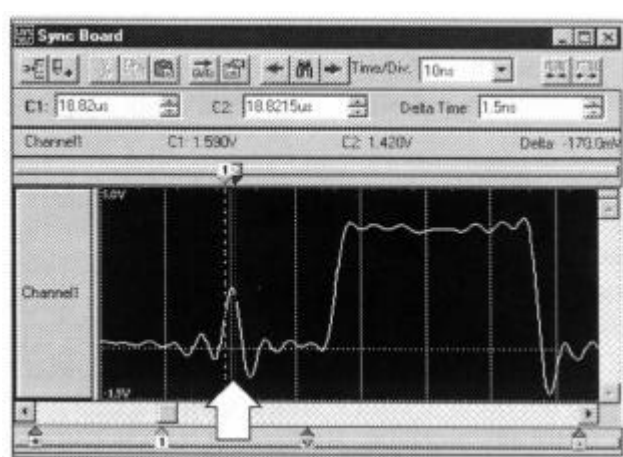 Sync Board
Time/Div: 10ns
C1: 18.82us C2: 18.8215us Delta Time: 1.5ns
Channel1 C1: 1.590V C2: 1.420V Delta: -170.0mV
1
Channel1
-1.5V
1